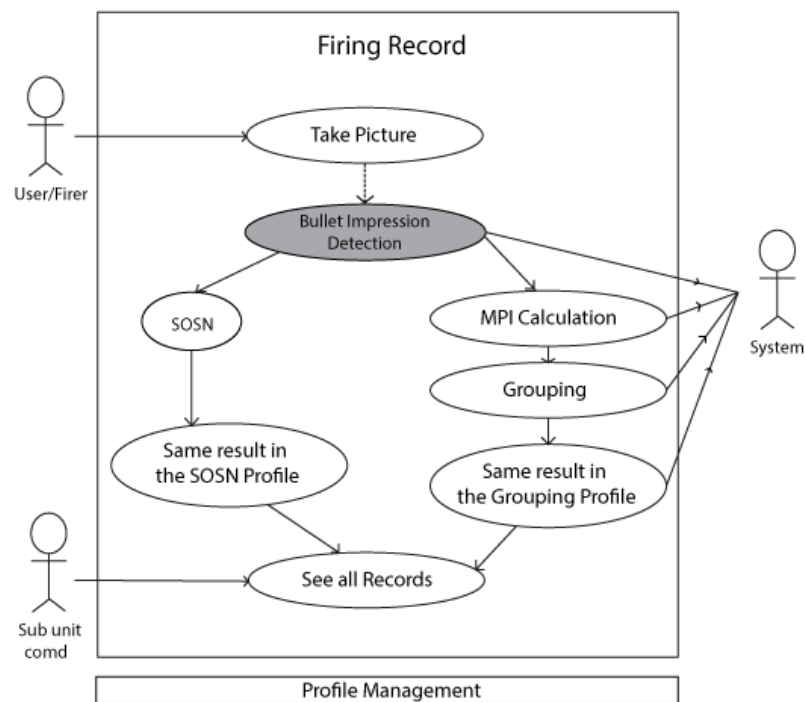 Firing Record
Take Picture
User/Firer
Bullet Impression
Detection
SOSN
MPI Calculation
System
Grouping
Same result in
the SOSN Profile
Same result in
the Grouping Profile
See all Records
Sub unit
comd
Profile Management